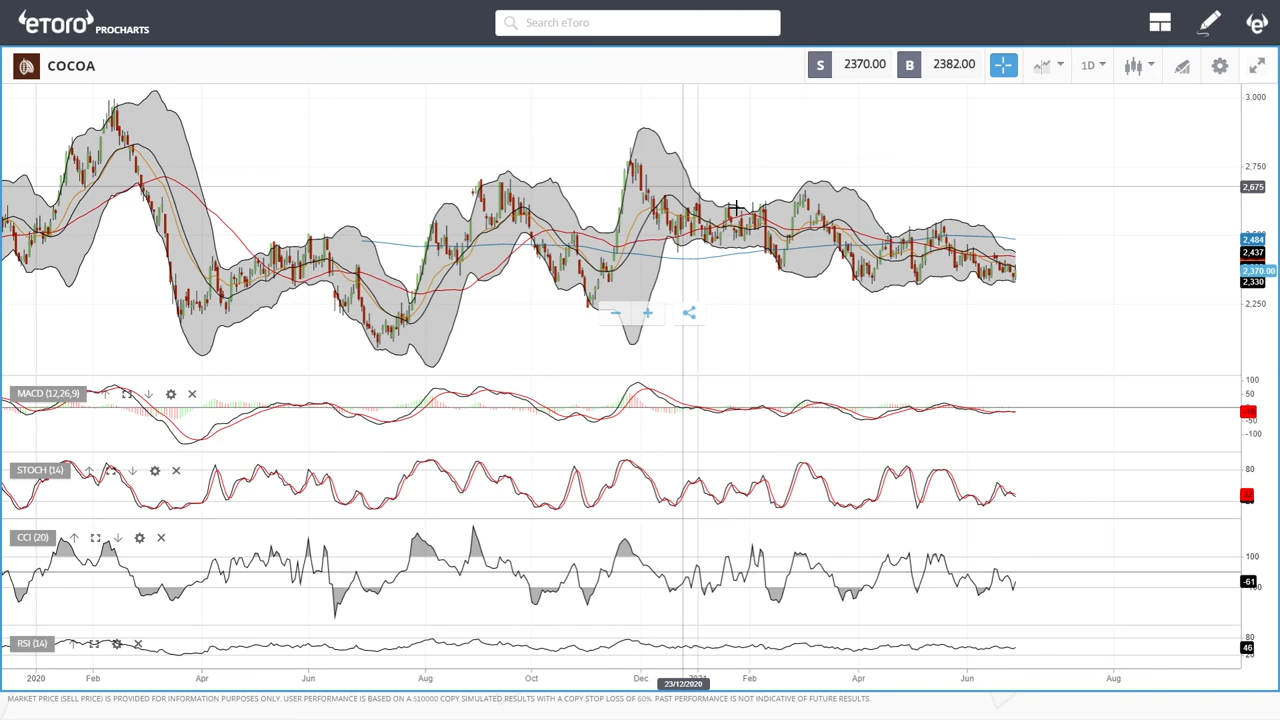 eToro PROCHARTS
Search eToro
COCOA
S 2370.00 B 2382.00
1D
3,000
2,750
2,675
2,484
2,437
2,370.00
2,330
2,250
MACD (12,26,9)
100
50
-50
-100
STOCH (14)
80
CCI (20)
100
-61
RSI (14)
80
46
2020 Feb Apr Jun Aug Oct Dec Feb Apr Jun Aug
23/12/2020
MARKET PRICE (SELL PRICE) IS PROVIDED FOR INFORMATION PURPOSES ONLY. USER PERFORMANCE IS BASED ON A $10000 COPY SIMULATED RESULTS WITH A COPY STOP LOSS OF 60%. PAST PERFORMANCE IS NOT INDICATIVE OF FUTURE RESULTS.